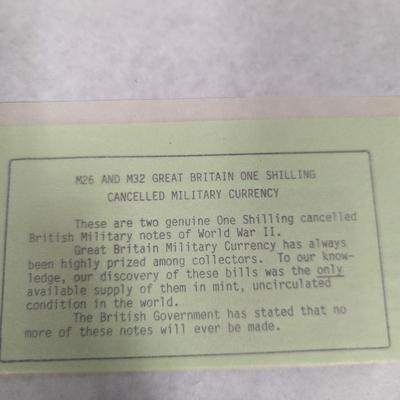 M26 AND M32 GREAT BRITAIN ONE SHILLING
CANCELLED MILITARY CURRENCY
These are two genuine One Shilling cancelled
British Military notes of World War II.
Great Britain Military Currency has always
been highly prized among collectors. To our know-
ledge, our discovery of these bills was the only
available supply of them in mint, uncirculated
condition in the world.
The British Government has stated that no
more of these notes will ever be made.